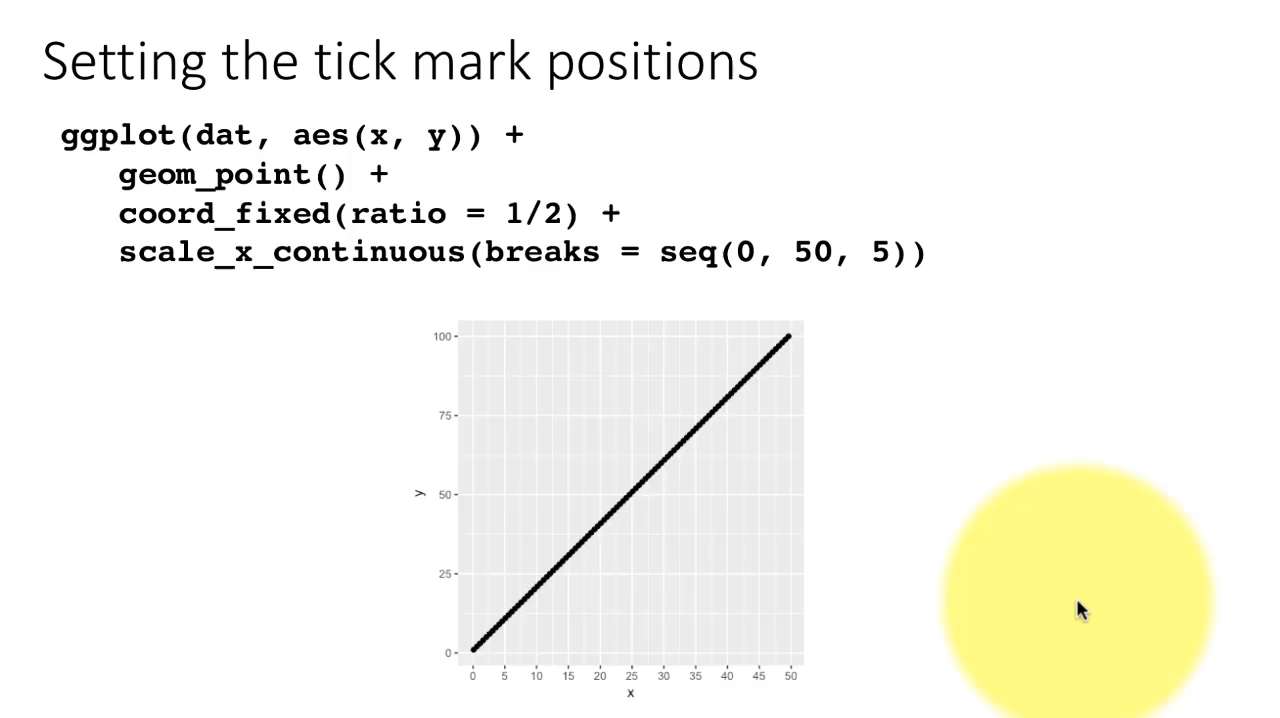 Setting the tick mark positions
ggplot(dat, aes(x, y)) +
geom_point() +
coord_fixed(ratio = 1/2) +
scale_x_continuous(breaks = seq(0, 50, 5))
100
75
y
50
25
0
0 5 10 15 20 25 30 35 40 45 50
x